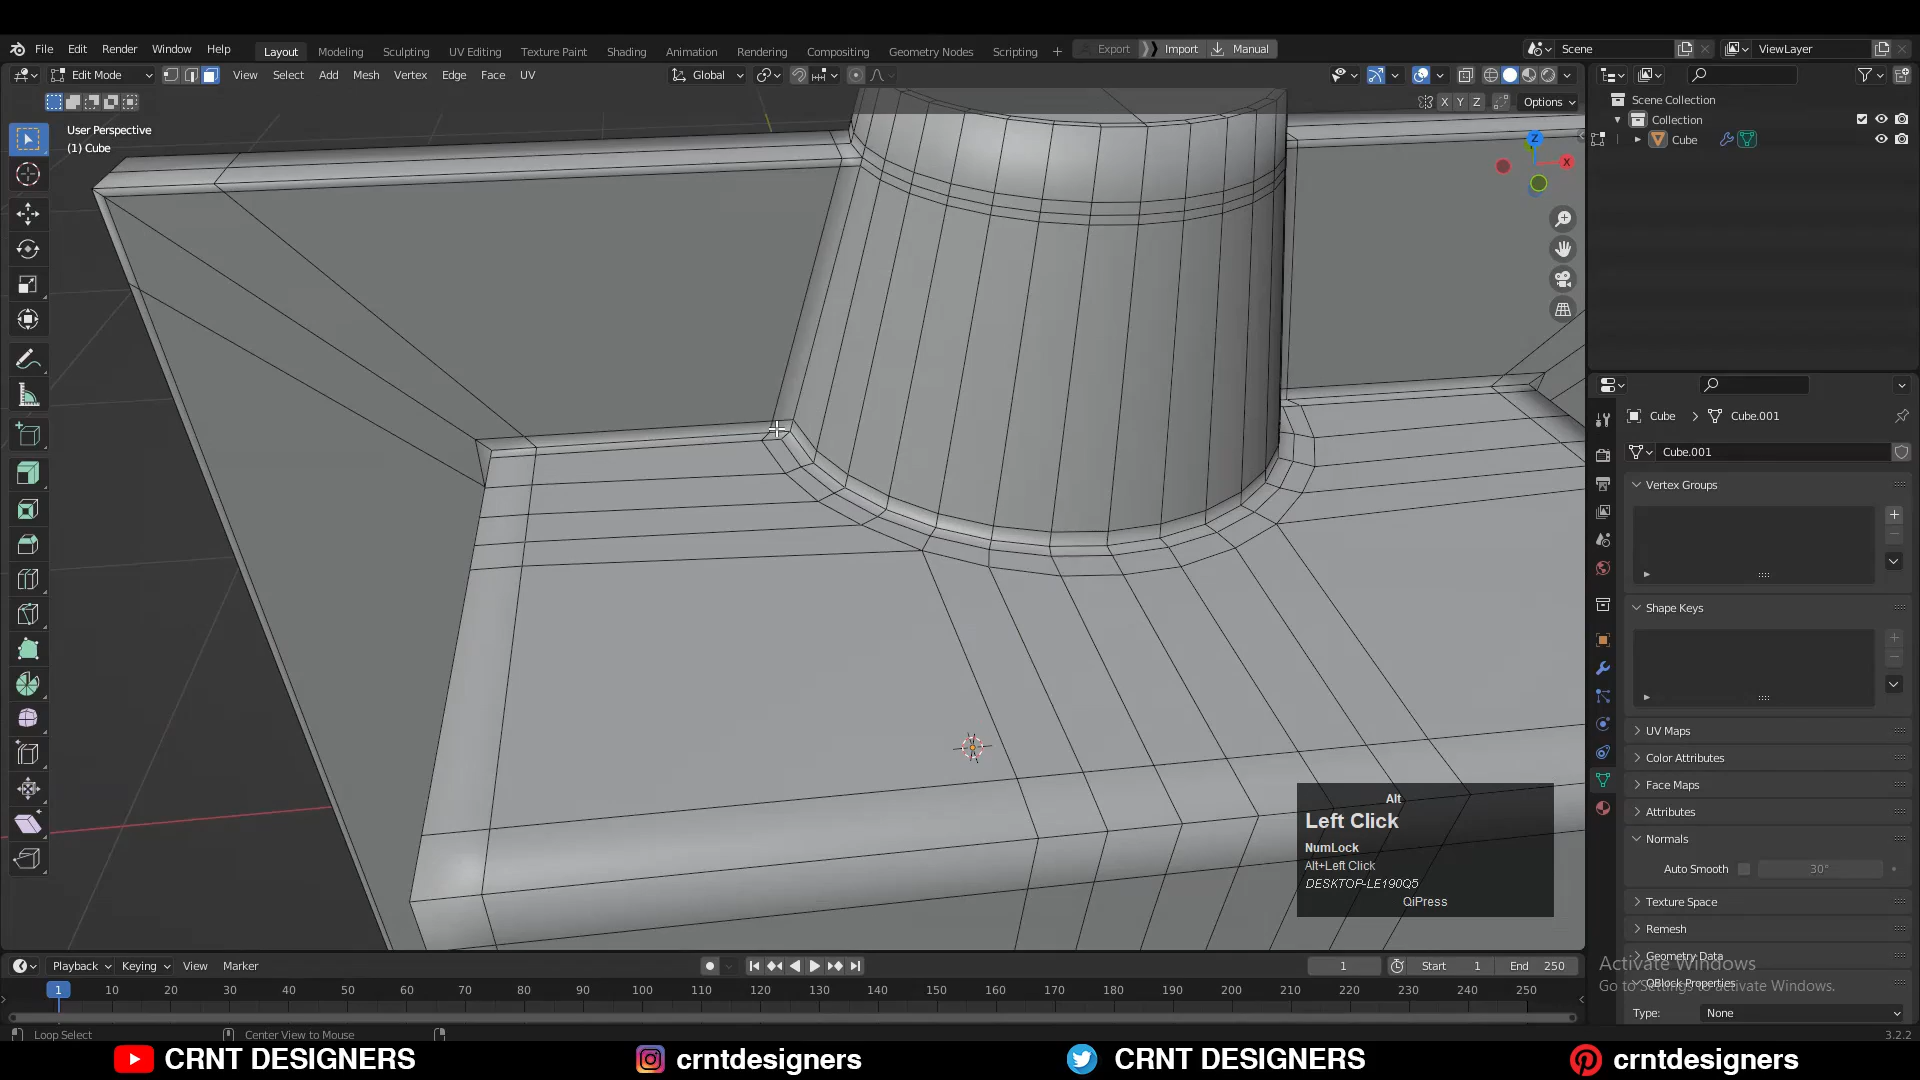 File Edit Render Window Help Layout Modeling Sculpting UV Editing Texture Paint Shading Animation Rendering Compositing Geometry Nodes Scripting + Export Import Manual Scene ViewLayer
Edit Mode View Select Add Mesh Vertex Edge Face UV Global
X Y Z Options
User Perspective
(1) Cube
Z
X
Scene Collection
Collection
Cube
Cube Cube.001
Cube.001
Vertex Groups
Shape Keys
UV Maps
Color Attributes
Face Maps
Attributes
Normals
Auto Smooth 30°
Texture Space
Remesh
Geometry Data
QBlock Properties
Type: None
Activate Windows
Go to Settings to activate Windows.
Alt
Left Click
NumLock
Alt+Left Click
DESKTOP-LE190Q5
QiPress
Playback Keying View Marker 1 Start 1 End 250
1 10 20 30 40 50 60 70 80 90 100 110 120 130 140 150 160 170 180 190 200 210 220 230 240 250
Loop Select Center View to Mouse 3.2.2
CRNT DESIGNERS crntdesigners CRNT DESIGNERS crntdesigners